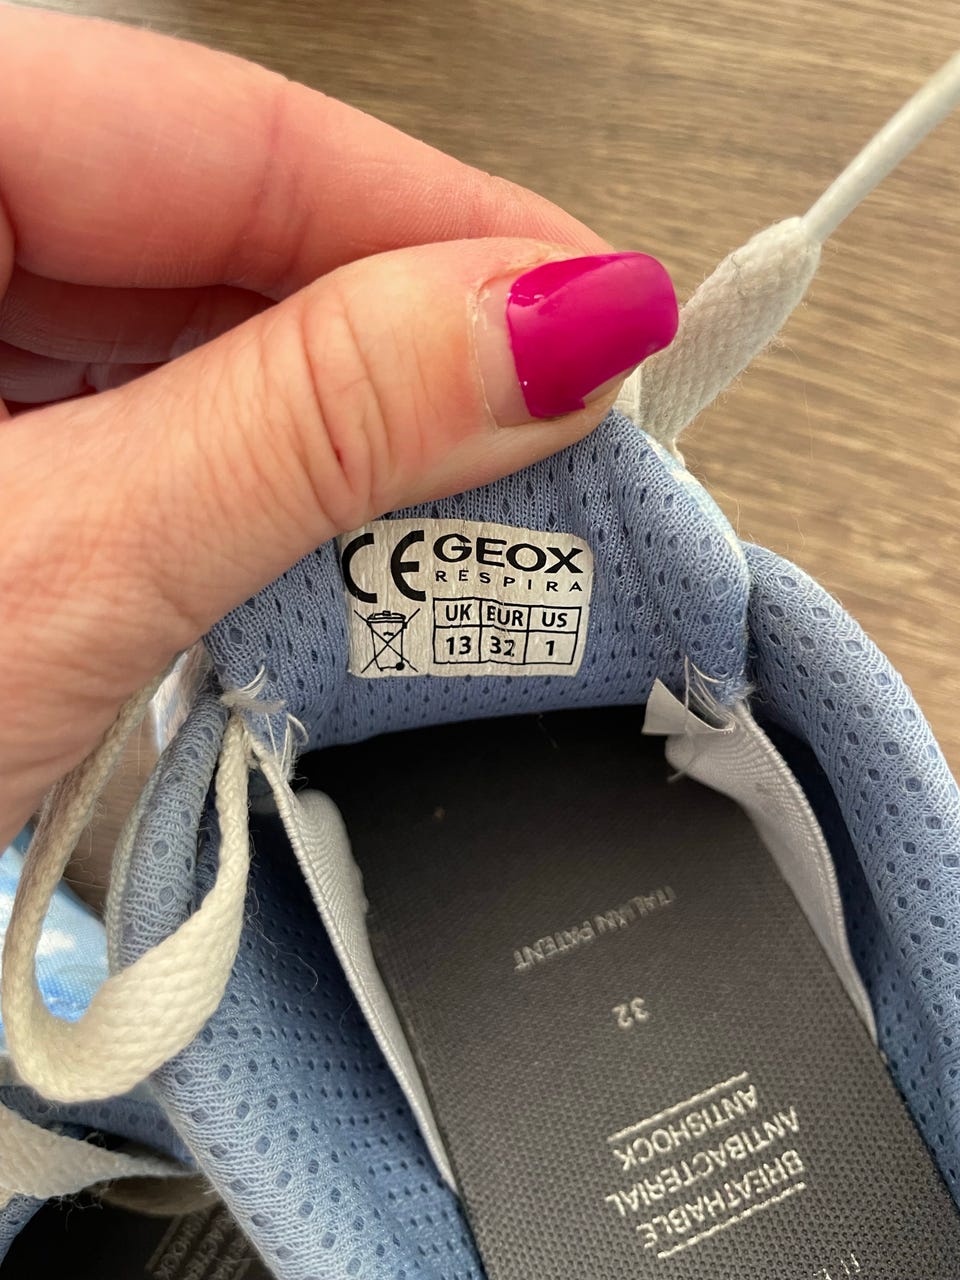 CE GEOX
RESPIRA
UK EUR US
13 32 1
ITALIAN PATENT
32
ANTISHOCK
ANTIBACTERIAL
BREATHABLE